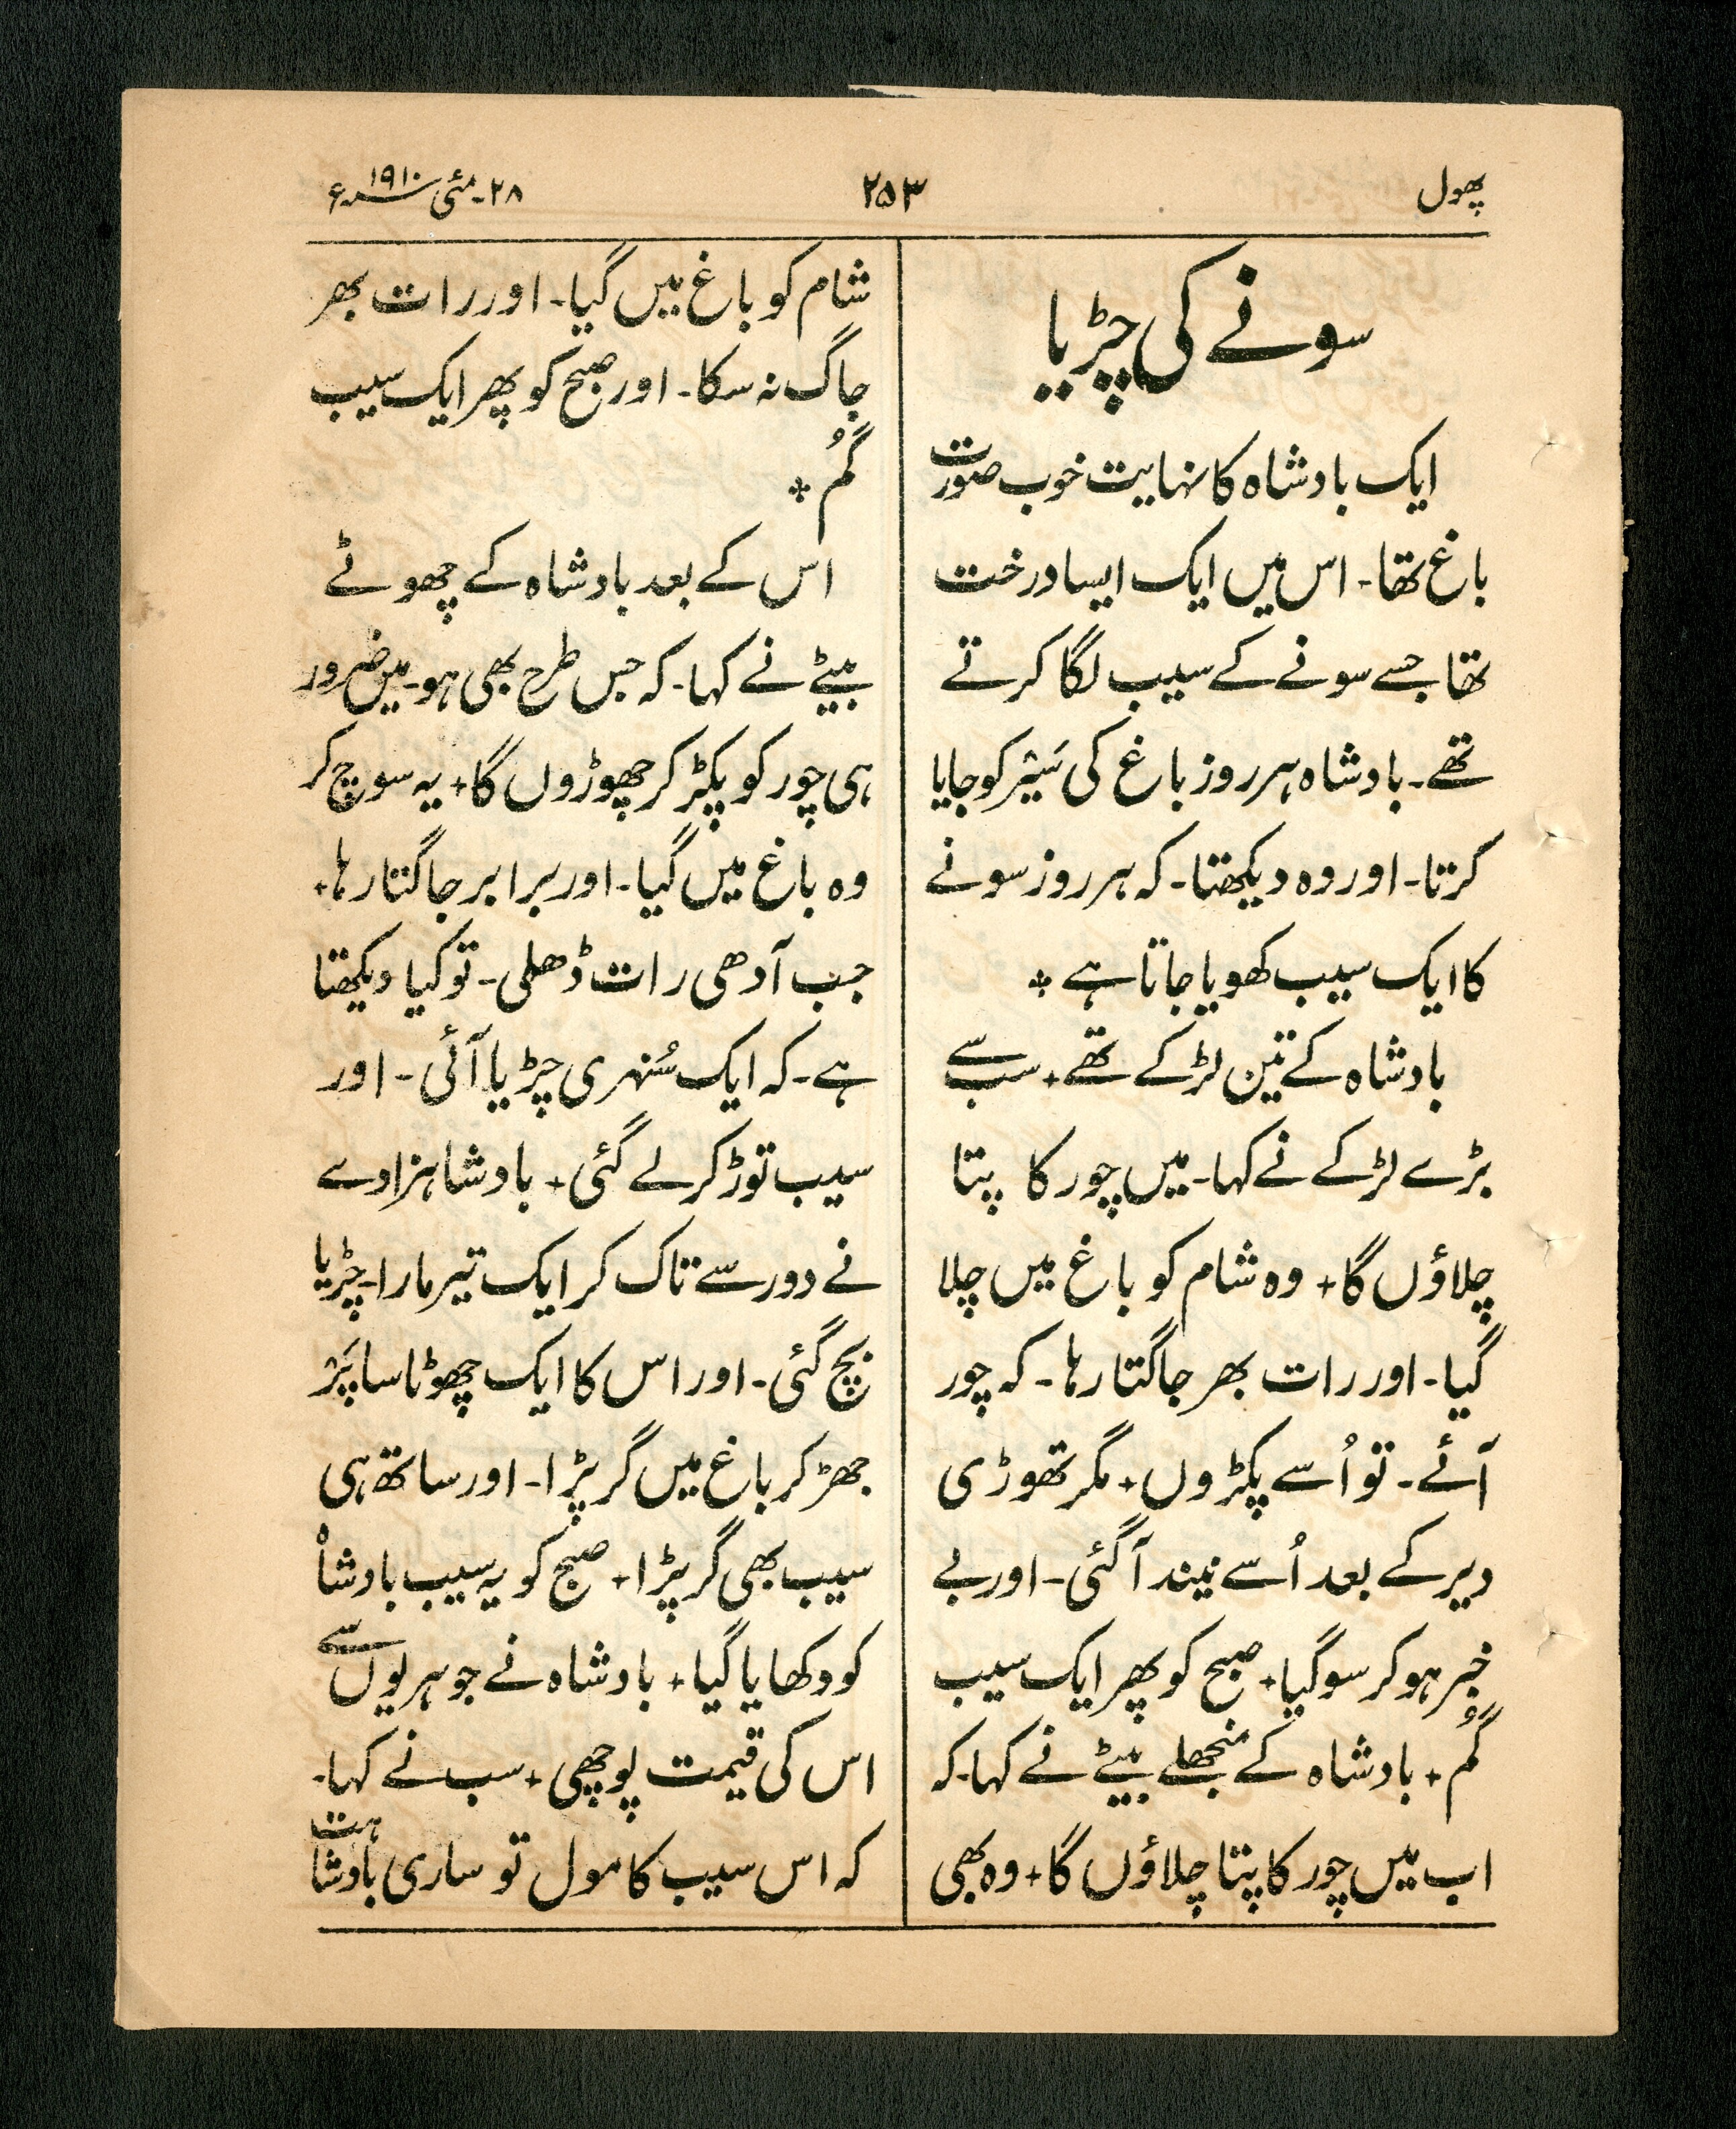 پھول ۲۵۳ ۲۸۔ مئی سنہ ۱۹۱۰ء
سونے کی چڑیا
ایک بادشاہ کا نہایت خوب صورت
باغ تھا۔ اس میں ایک ایسا درخت
تھا جسے سونے کے سیب لگا کرتے
تھے۔ بادشاہ ہر روز باغ کی سَیْر کو جایا
کرتا۔ اور وہ دیکھتا۔ کہ ہر روز سونے
کا ایک سیب کھویا جاتا ہے ٭
بادشاہ کے تین لڑکے تھے+ سب سے
بڑے لڑکے نے کہا۔ میں چور کا پتا
چلاؤں گا+ وہ شام کو باغ میں چلا
گیا۔ اور رات بھر جاگتا رہا۔ کہ چور
آئے۔ تو اُسے پکڑوں+ مگر تھوڑی
دیر کے بعد اُسے نیند آگئی۔ اور بے
خبر ہو کر سو گیا+ صبح کو پھر ایک سیب
گُم+ بادشاہ کے منجھلے بیٹے نے کہا۔ کہ
اب میں چور کا پتا چلاؤں گا+ وہ بھی
شام کو باغ میں گیا۔ اور رات بھر
جاگ نہ سکا۔ اور صبح کو پھر ایک سیب
گُم ٭
اس کے بعد بادشاہ کے چھوٹے
بیٹے نے کہا۔ کہ جس طرح بھی ہو۔ میں ضرور
ہی چور کو پکڑ کر چھوڑوں گا+ یہ سوچ کر
وہ باغ میں گیا۔ اور برابر جاگتا رہا+
جب آدھی رات ڈھلی۔ تو کیا دیکھتا
ہے۔ کہ ایک سُنہری چڑیا آئی۔ اور
سیب توڑ کر لے گئی+ بادشاہزادے
نے دور سے تاک کر ایک تیر مارا۔ چڑیا
بچ گئی۔ اور اس کا ایک چھوٹا سا پَرْ
جھڑ کر باغ میں گر پڑا۔ اور ساتھ ہی
سیب بھی گر پڑا+ صبح کو یہ سیب بادشاہ
کو دکھایا گیا+ بادشاہ نے جوہریوں سے
اس کی قیمت پوچھی+ سب نے کہا۔
کہ اس سیب کا مول تو ساری بادشاہت